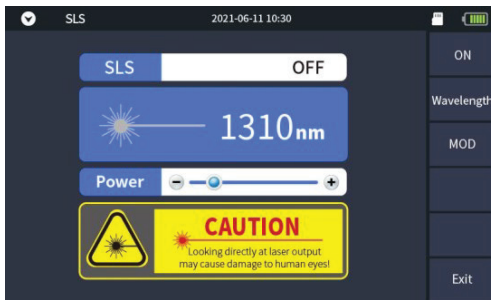 SLS 2021-06-11 10:30
SLS OFF
ON
1310nm
Wavelength
MOD
Power
CAUTION
Looking directly at laser output
may cause damage to human eyes!
Exit